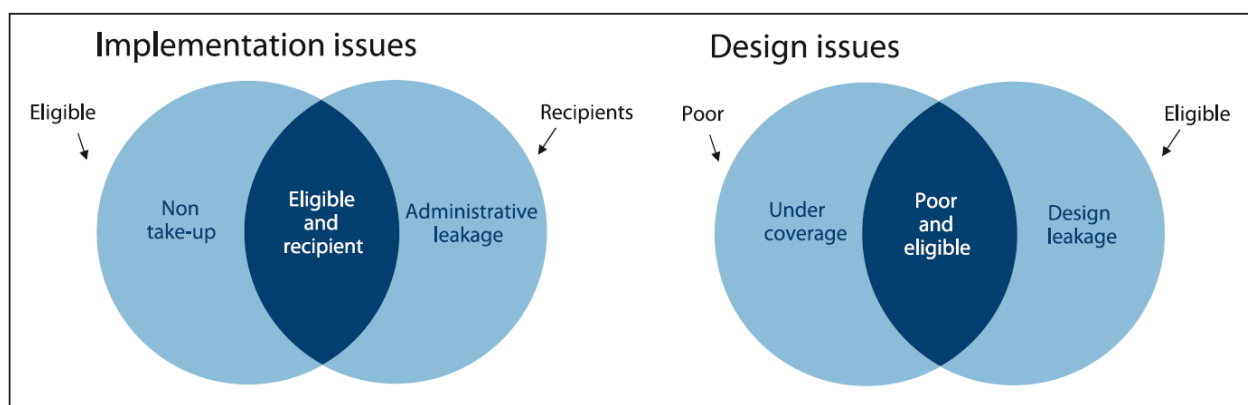 Implementation issues
Eligible
Recipients
Non
take-up
Eligible
and
recipient
Administrative
leakage
Design issues
Poor
Eligible
Under
coverage
Poor
and
eligible
Design
leakage